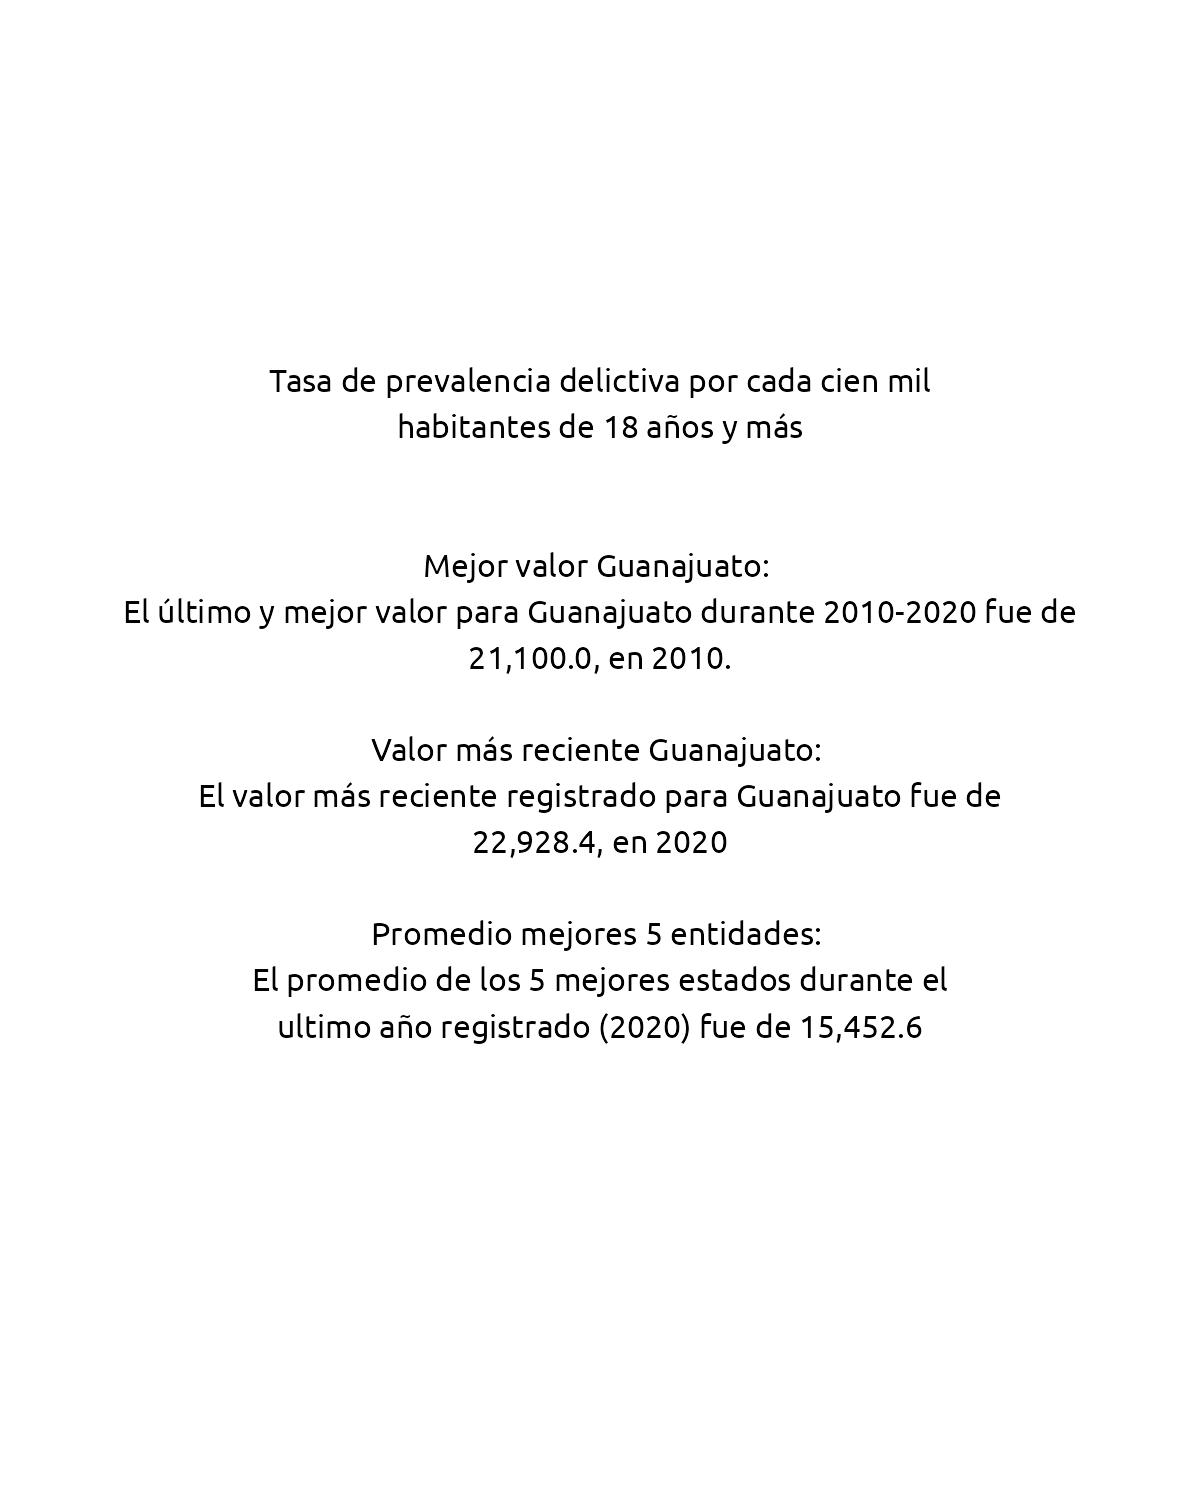 Tasa de prevalencia delictiva por cada cien mil
habitantes de 18 años y más
Mejor valor Guanajuato:
El último y mejor valor para Guanajuato durante 2010-2020 fue de
21,100.0, en 2010.
Valor más reciente Guanajuato:
El valor más reciente registrado para Guanajuato fue de
22,928.4, en 2020
Promedio mejores 5 entidades:
El promedio de los 5 mejores estados durante el
ultimo año registrado (2020) fue de 15,452.6